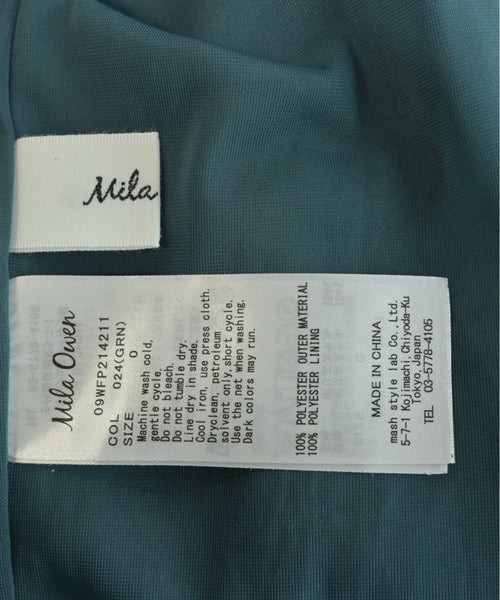 Mila
Mila Owen
09WFP214211
COL 024(GRN)
SIZE 0
Machine wash cold,
gentle cycle.
Do not bleach.
Do not tumble dry.
Line dry in shade.
Cool iron, use press cloth.
Dryclean, petroleum
solvent only.short cycle.
Use the net when washing.
Dark colors may run.
100% POLYESTER OUTER MATERIAL
100% POLYESTER LINING
MADE IN CHINA
mash style lab Co.,Ltd.
5-7-1 Kojimachi, Chiyoda-Ku
Tokyo, Japan
TEL 03-5778-4105